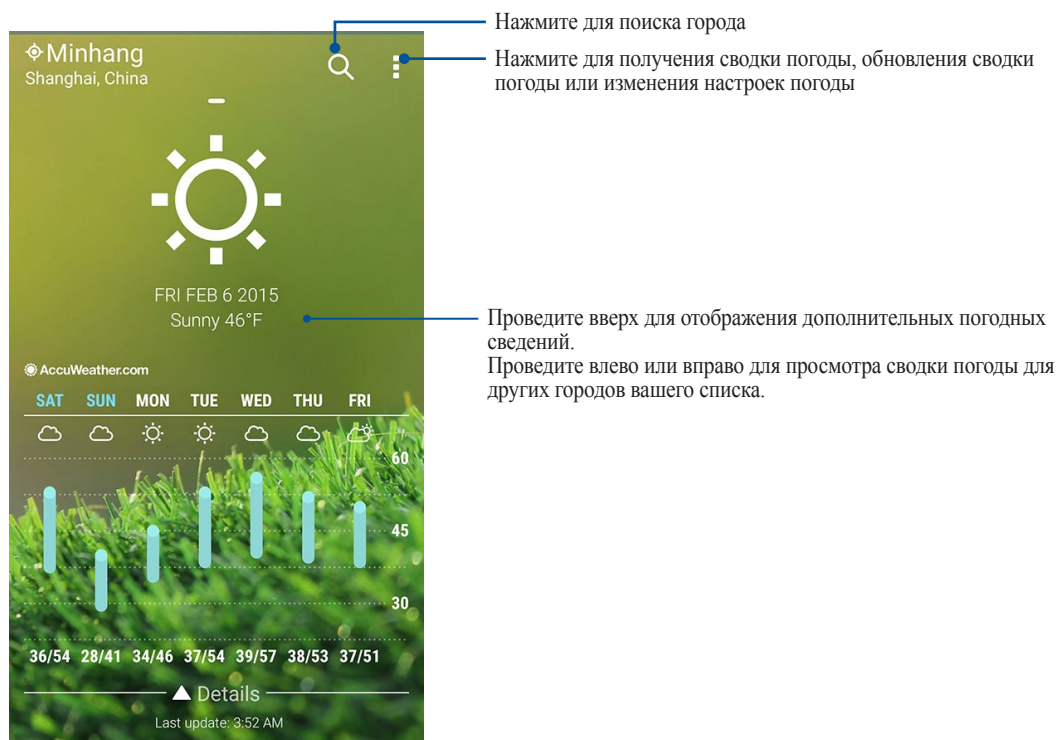 Нажмите для поиска города
Minhang
Shanghai, China
Нажмите для получения сводки погоды, обновления сводки
погоды или изменения настроек погоды
FRI FEB 6 2015
Sunny 46°F
Проведите вверх для отображения дополнительных погодных
сведений.
Проведите влево или вправо для просмотра сводки погоды для
других городов вашего списка.
AccuWeather.com
SAT SUN MON TUE WED THU FRI
60
45
30
36/54 28/41 34/46 37/54 39/57 38/53 37/51
Details
Last update: 3:52 AM